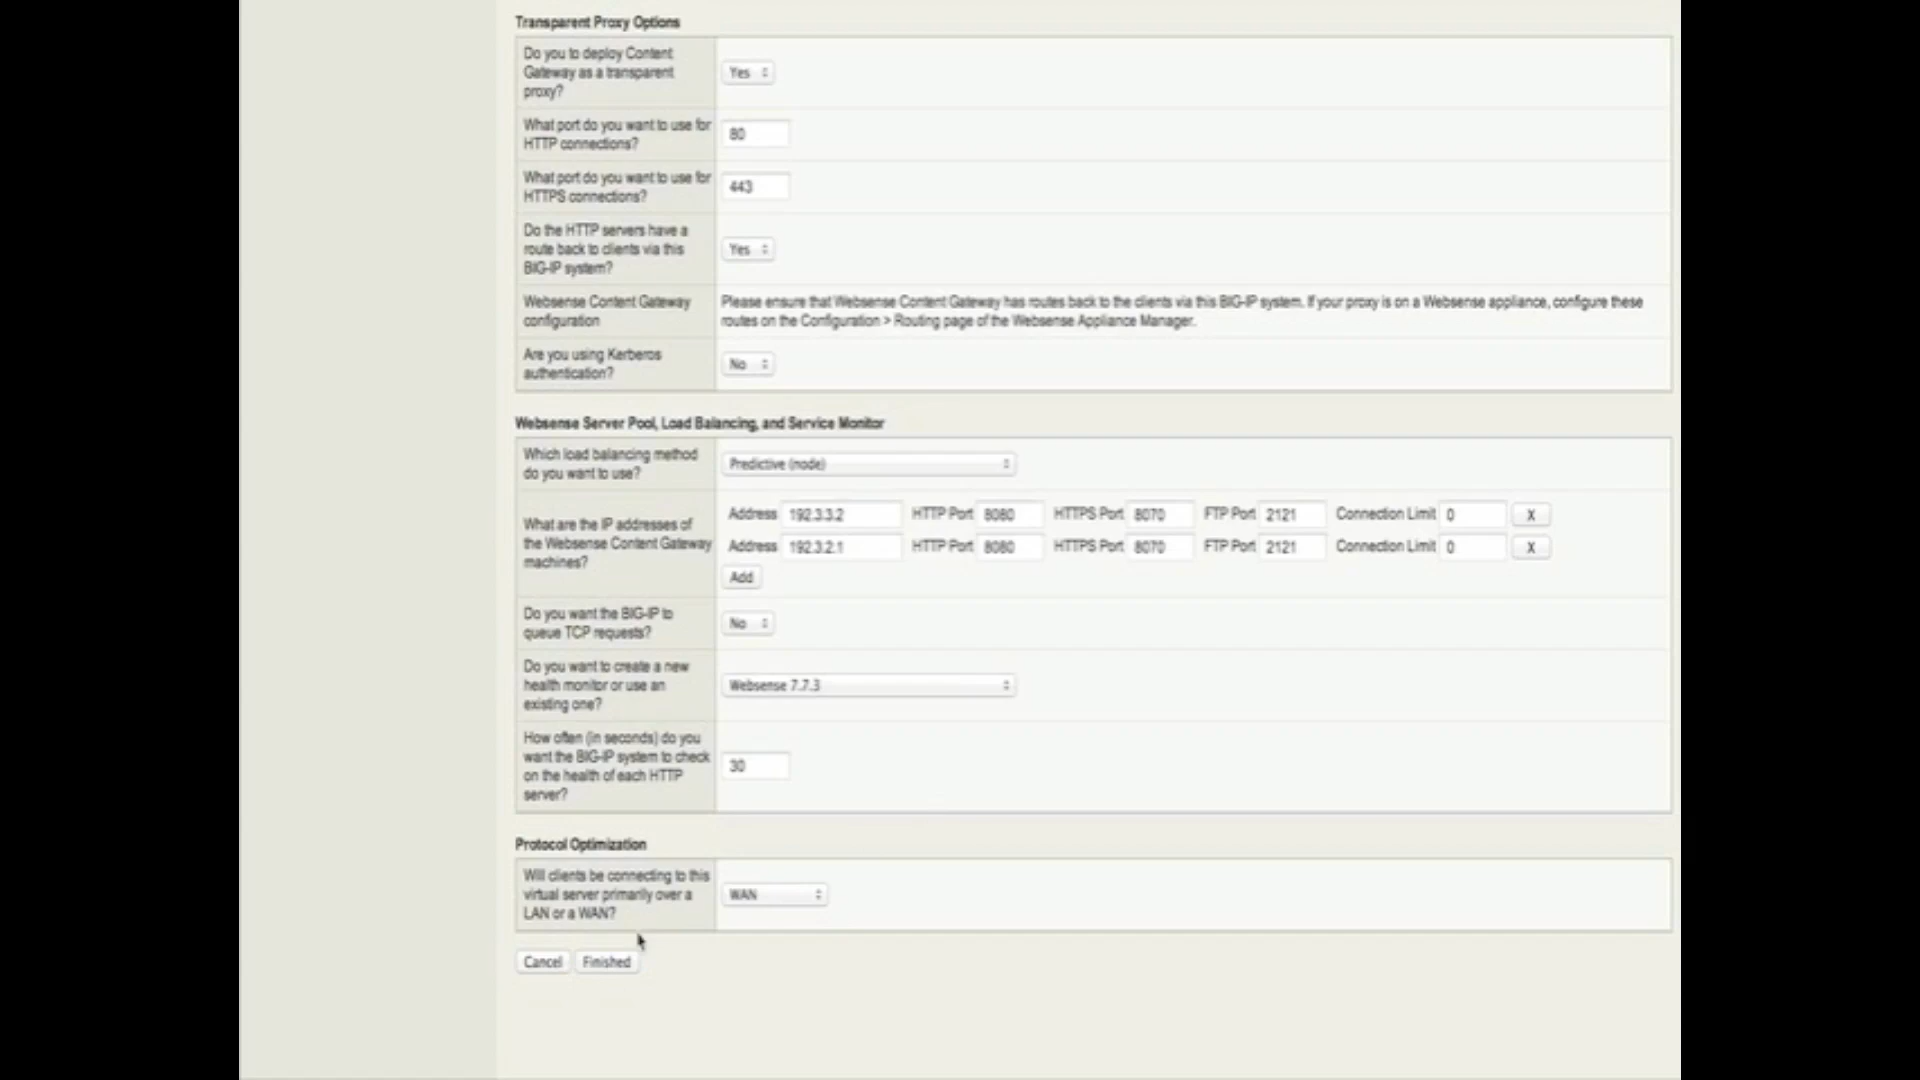 Transparent Proxy Options
Do you to deploy Content
Gateway as a transparent
proxy?
Yes
What port do you want to use for
HTTP connections?
80
What port do you want to use for
HTTPS connections?
443
Do the HTTP servers have a
route back to clients via this
BIG-IP system?
Yes
Websense Content Gateway
configuration
Please ensure that Websense Content Gateway has routes back to the clients via this BIG-IP system. If your proxy is on a Websense appliance, configure these
routes on the Configuration > Routing page of the Websense Appliance Manager.
Are you using Kerberos
authentication?
No
Websense Server Pool, Load Balancing, and Service Monitor
Which load balancing method
do you want to use?
Predictive (node)
What are the IP addresses of
the Websense Content Gateway
machines?
Address 192.3.3.2 HTTP Port 8080 HTTPS Port 8070 FTP Port 2121 Connection Limit 0 X
Address 192.3.2.1 HTTP Port 8080 HTTPS Port 8070 FTP Port 2121 Connection Limit 0 X
Add
Do you want the BIG-IP to
queue TCP requests?
No
Do you want to create a new
health monitor or use an
existing one?
Websense 7.7.3
How often (in seconds) do you
want the BIG-IP system to check
on the health of each HTTP
server?
30
Protocol Optimization
Will clients be connecting to this
virtual server primarily over a
LAN or a WAN?
WAN
Cancel Finished